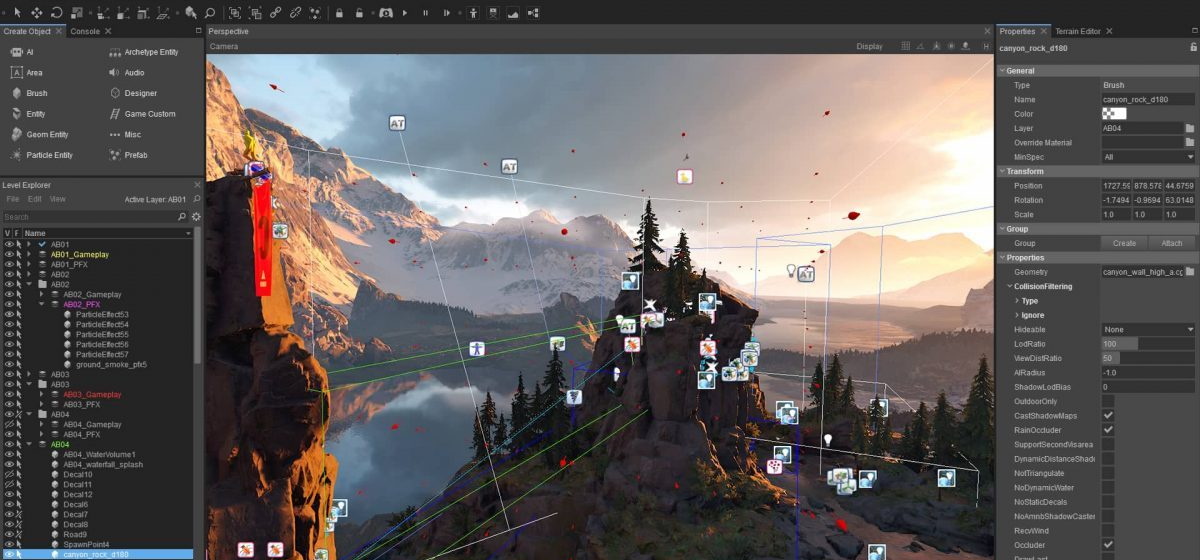 Create Object
Console
AI
Archetype Entity
Area
Audio
Brush
Designer
Entity
Game Custom
Geom Entity
Misc
Particle Entity
Prefab
Level Explorer
File Edit View
Active Layer: AB01
Search
V F Name
AB01
AB01_Gameplay
AB01_PFX
AB02
AB02
AB02_Gameplay
AB02_PFX
ParticleEffect53
ParticleEffect54
ParticleEffect55
ParticleEffect56
ParticleEffect57
ground_smoke_pfx5
AB03
AB03
AB03_Gameplay
AB03_PFX
AB04
AB04_Gameplay
AB04_PFX
AB04
AB04_WaterVolume1
AB04_waterfall_splash
Decal10
Decal11
Decal12
Decal6
Decal7
Decal8
Road9
SpawnPoint4
canyon_rock_d180
Perspective
Camera
Display
H
AT
AT
AT
AT
Properties
Terrain Editor
canyon_rock_d180
General
Type Brush
Name canyon_rock_d180
Color
Layer AB04
Override Material
MinSpec All
Transform
Position 1727.59 878.578 44.6759
Rotation -1.7494 -0.9694 63.0148
Scale 1.0 1.0 1.0
Group
Group Create Attach
Properties
Geometry canyon_wall_high_a.cg
CollisionFiltering
Type
Ignore
Hideable None
LodRatio 100
ViewDistRatio 50
AIRadius -1.0
ShadowLodBias 0
OutdoorOnly
CastShadowMaps
RainOccluder
SupportSecondVisarea
DynamicDistanceShado
NotTriangulate
NoDynamicWater
NoStaticDecals
NoAmnbShadowCaster
RecvWind
Occluder